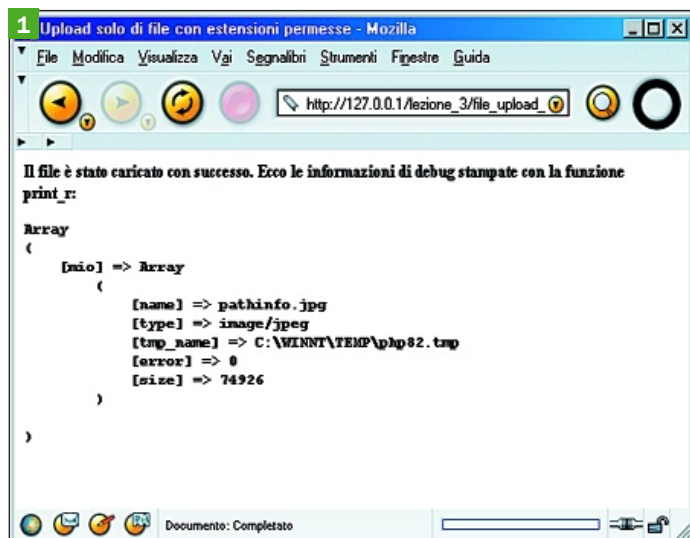 1
Upload solo di file con estensioni permesse - Mozilla
File Modifica Visualizza Vai Segnalibri Strumenti Finestre Guida
http://127.0.0.1/lezione_3/file_upload_
Il file è stato caricato con successo. Ecco le informazioni di debug stampate con la funzione
print_r:
Array
(
[mio] => Array
(
[name] => pathinfo.jpg
[type] => image/jpeg
[tmp_name] => C:\WINNT\TEMP\php82.tmp
[error] => 0
[size] => 74926
)
)
Documento: Completato